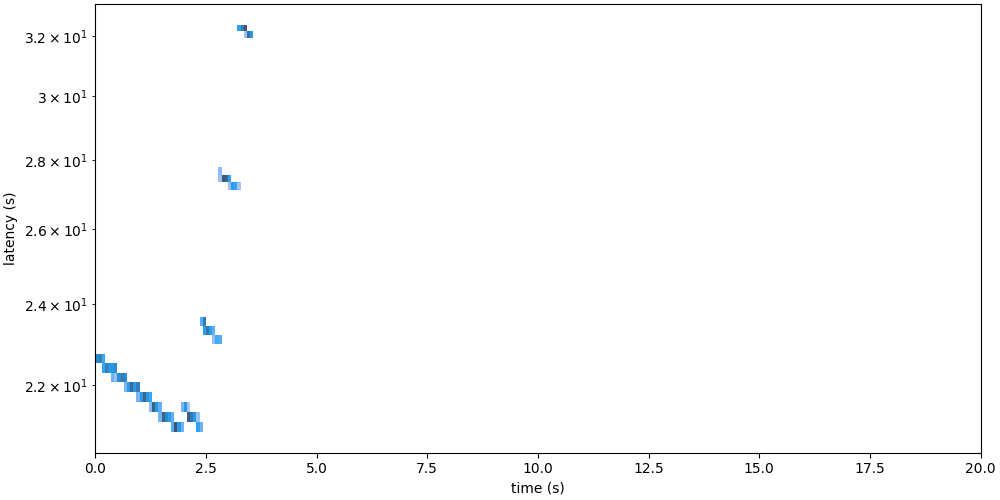 3.2 × 10¹
3 × 10¹
2.8 × 10¹
2.6 × 10¹
2.4 × 10¹
2.2 × 10¹
latency (s)
0.0 2.5 5.0 7.5 10.0 12.5 15.0 17.5 20.0
time (s)